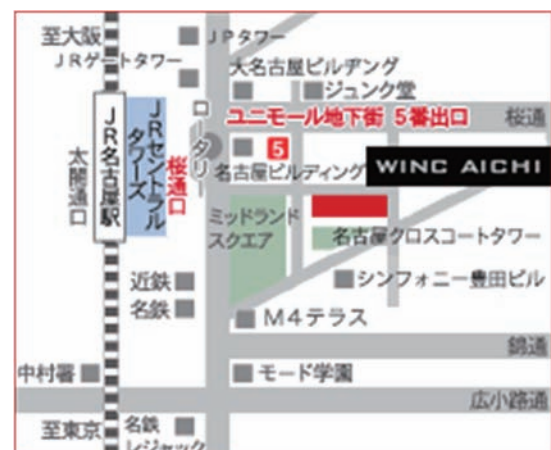 至大阪
JPタワー
JRゲートタワー
大名古屋ビルヂング
ジュンク堂
ユニモール地下街 5番出口
桜通
ロータリー
JRセントラル
タワーズ
JR名古屋駅
太閤通口
桜通口
5
名古屋ビルディング
WINC AICHI
ミッドランド
スクエア
名古屋クロスコートタワー
近鉄
シンフォニー豊田ビル
名鉄
M4テラス
錦通
中村署
モード学園
広小路通
至東京
名鉄
レジャック